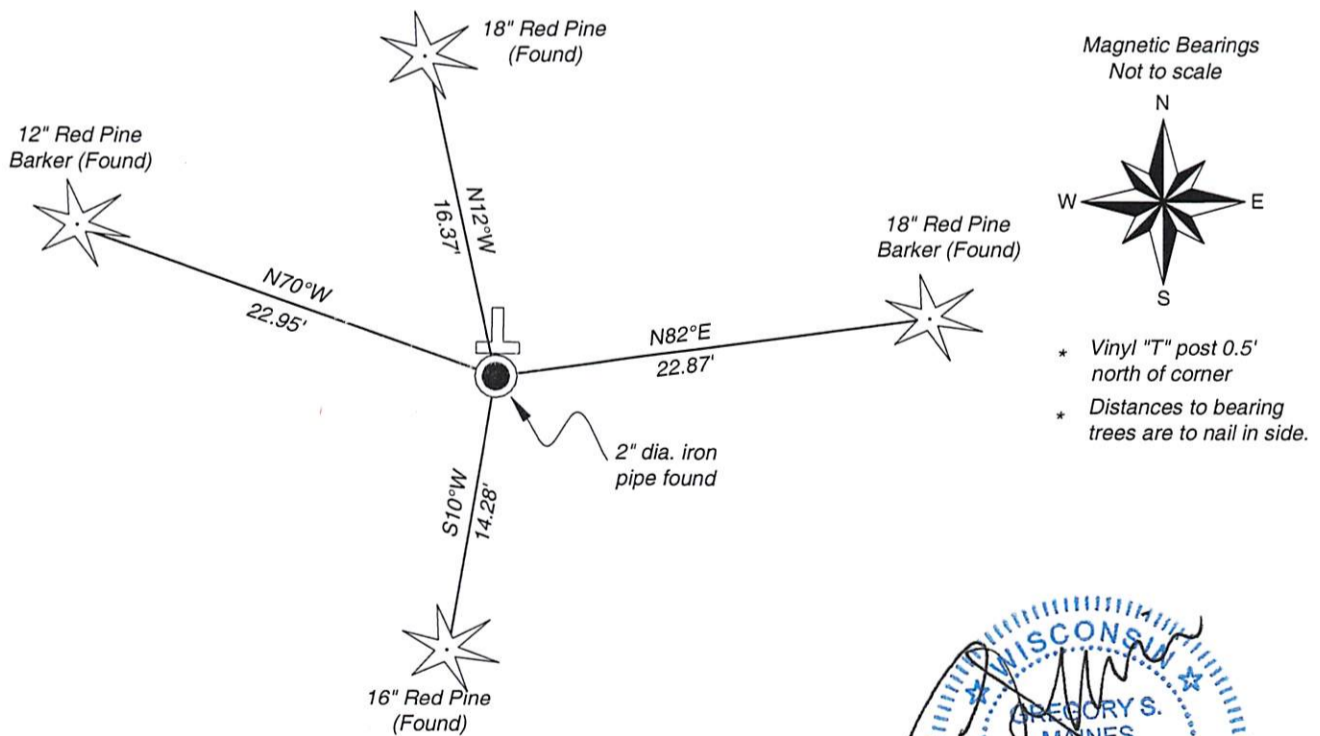 18" Red Pine
(Found)
Magnetic Bearings
Not to scale
N
W
E
S
12" Red Pine
Barker (Found)
N12°W
16.37'
18" Red Pine
Barker (Found)
N70°W
22.95'
N82°E
22.87'
* Vinyl "T" post 0.5'
north of corner
* Distances to bearing
trees are to nail in side.
2" dia. iron
pipe found
S10°W
14.28'
16" Red Pine
(Found)
WISCONSIN
GREGORY S.
MAINES